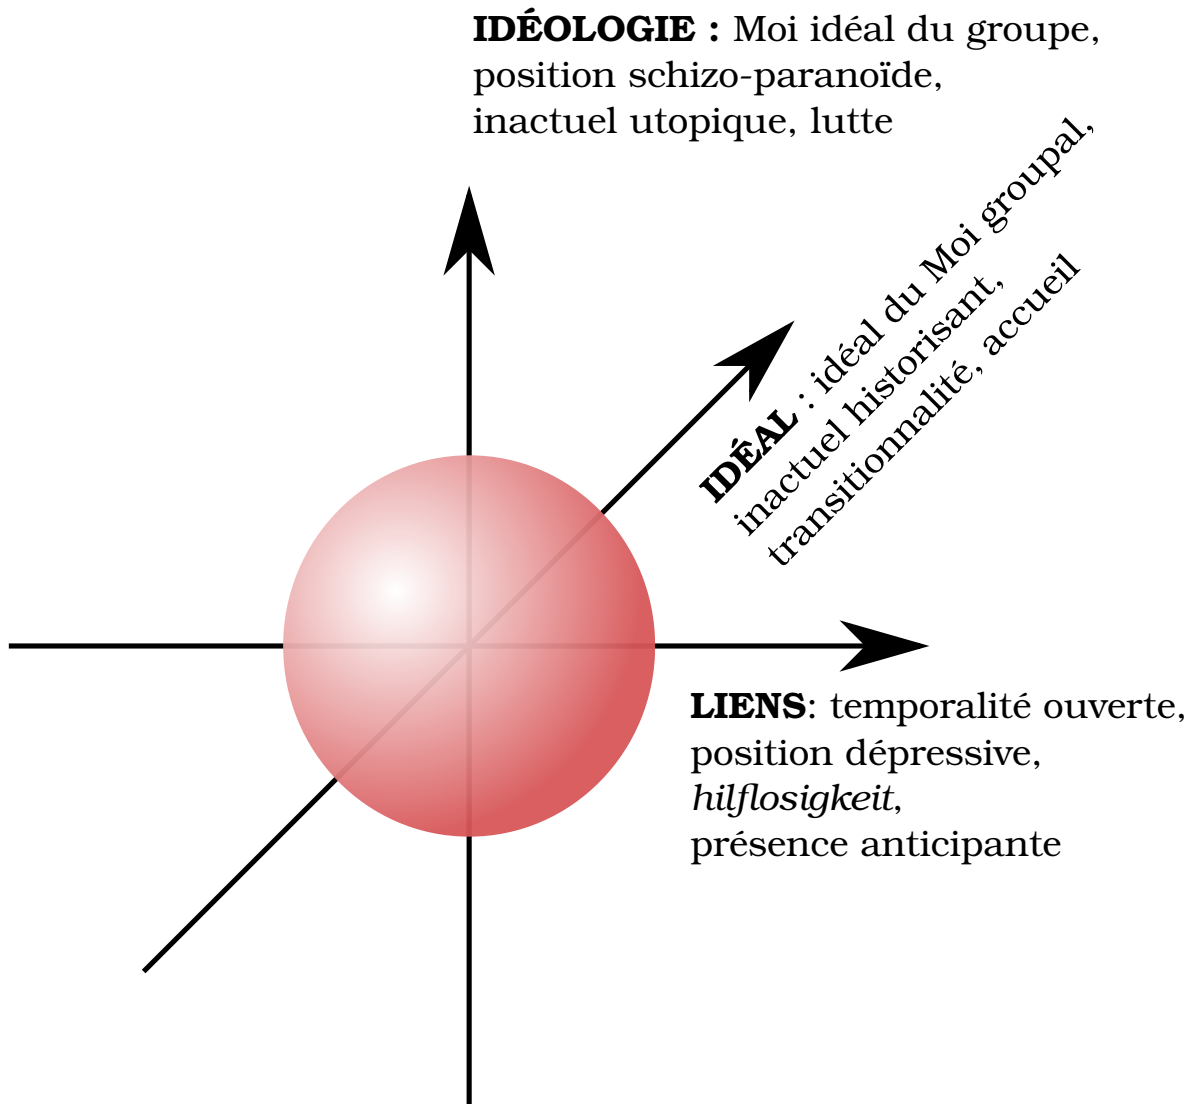 IDÉOLOGIE : Moi idéal du groupe,
position schizo-paranoïde,
inactuel utopique, lutte
IDÉAL : idéal du Moi groupal,
inactuel historisant,
transitionnalité, accueil
LIENS: temporalité ouverte,
position dépressive,
hilflosigkeit,
présence anticipante